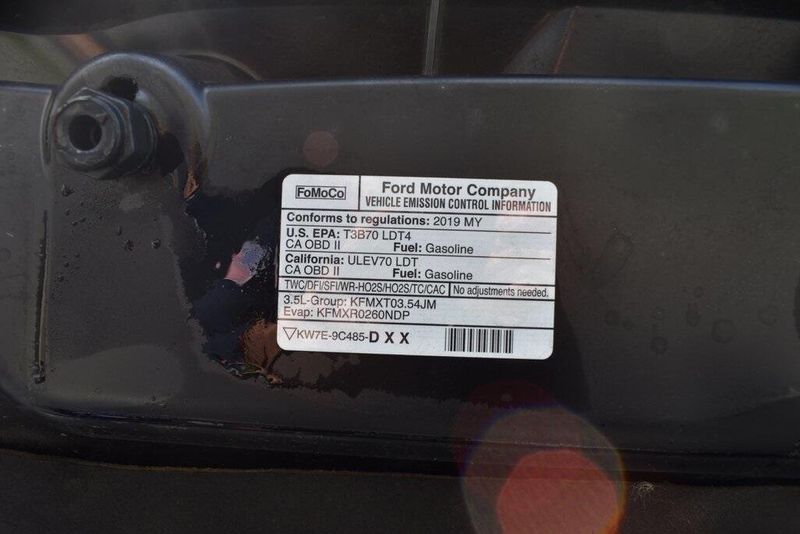 FoMoCo
Ford Motor Company
VEHICLE EMISSION CONTROL INFORMATION
Conforms to regulations: 2019 MY
U.S. EPA: T3B70 LDT4
CA OBD II Fuel: Gasoline
California: ULEV70 LDT
CA OBD II Fuel: Gasoline
TWC/DFI/SFI/WR-HO2S/HO2S/TC/CAC No adjustments needed.
3.5L-Group: KFMXT03.54JM
Evap: KFMXR0260NDP
KW7E-9C485-DXX